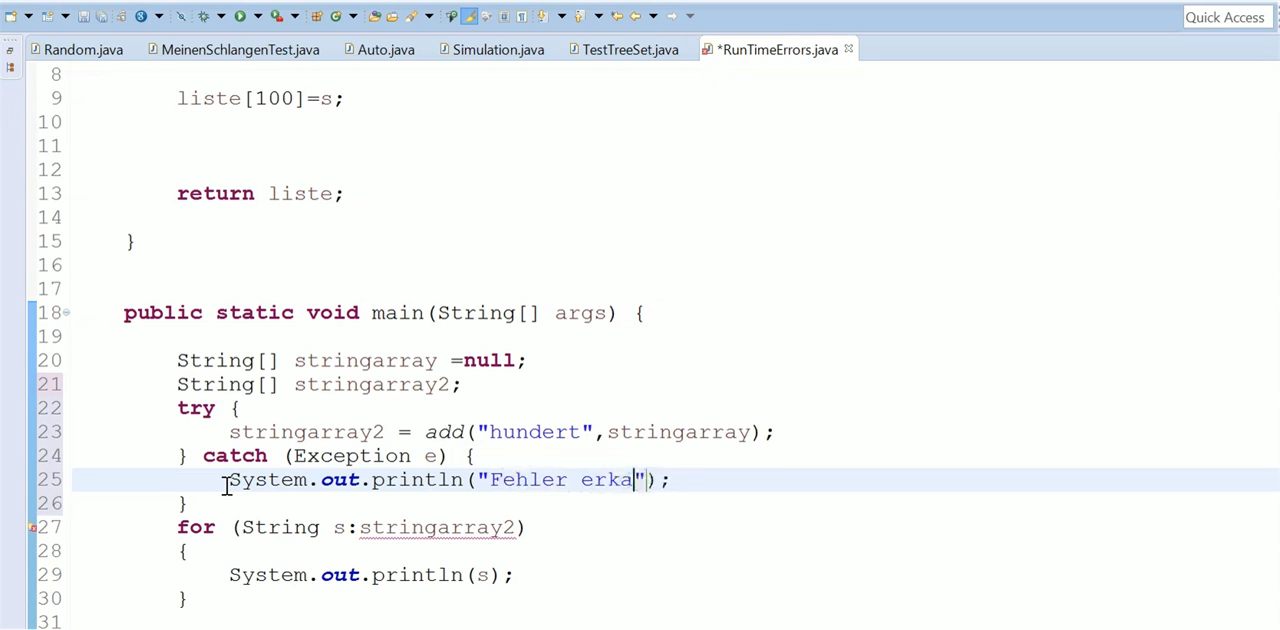 Quick Access
Random.java MeinenSchlangenTest.java Auto.java Simulation.java TestTreeSet.java *RunTimeErrors.java
8
9 liste[100]=s;
10
11
12
13 return liste;
14
15 }
16
17
18 public static void main(String[] args) {
19
20 String[] stringarray =null;
21 String[] stringarray2;
22 try {
23 stringarray2 = add("hundert",stringarray);
24 } catch (Exception e) {
25 System.out.println("Fehler erka");
26 }
27 for (String s:stringarray2)
28 {
29 System.out.println(s);
30 }
31